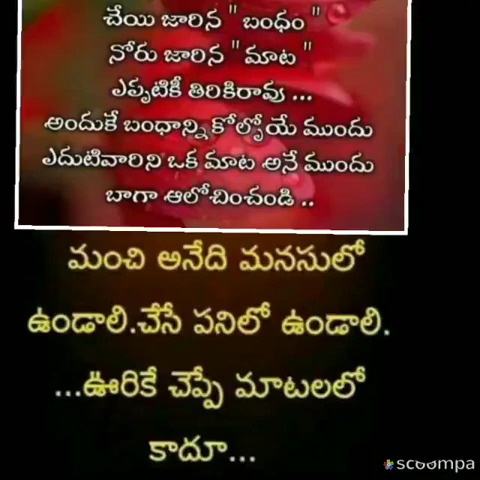 చేయి జారిన " బంధం "
నోరు జారిన " మాట "
ఎప్పటికీ తిరికిరావు ...
అందుకే బంధాన్ని కోల్పోయే ముందు
ఎదుటివారిని ఒక మాట అనే ముందు
బాగా ఆలోచించండి ..
మంచి అనేది మనసులో
ఉండాలి.చేసే పనిలో ఉండాలి.
...ఊరికే చెప్పే మాటలలో
కాదూ...
scoompa